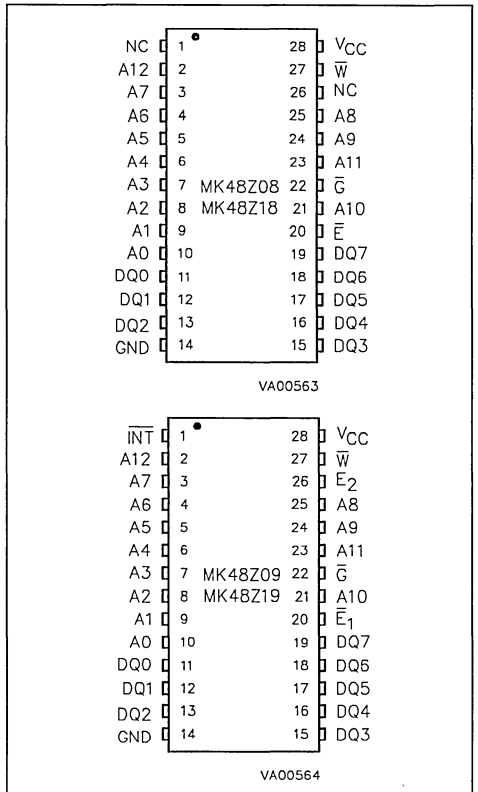 NC 1 28 VCC
A12 2 27 W̅
A7 3 26 NC
A6 4 25 A8
A5 5 24 A9
A4 6 23 A11
A3 7 MK48Z08 22 G̅
A2 8 MK48Z18 21 A10
A1 9 20 E̅
A0 10 19 DQ7
DQ0 11 18 DQ6
DQ1 12 17 DQ5
DQ2 13 16 DQ4
GND 14 15 DQ3
VA00563
I̅N̅T̅ 1 28 VCC
A12 2 27 W̅
A7 3 26 E2
A6 4 25 A8
A5 5 24 A9
A4 6 23 A11
A3 7 MK48Z09 22 G̅
A2 8 MK48Z19 21 A10
A1 9 20 E̅1
A0 10 19 DQ7
DQ0 11 18 DQ6
DQ1 12 17 DQ5
DQ2 13 16 DQ4
GND 14 15 DQ3
VA00564